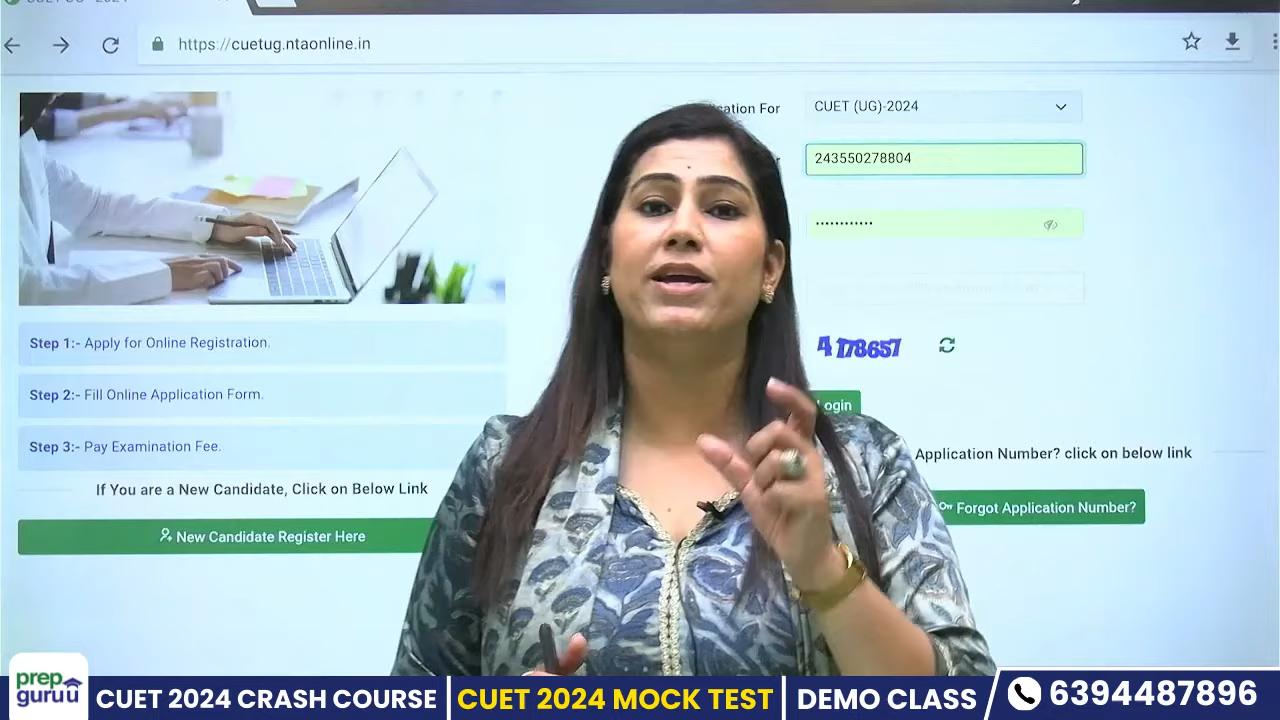 https://cuetug.ntaonline.in
CUET (UG)-2024
243550278804
Step 1:- Apply for Online Registration.
4178657
Step 2:- Fill Online Application Form.
Step 3:- Pay Examination Fee.
Application Number? click on below link
If You are a New Candidate, Click on Below Link
Forgot Application Number?
New Candidate Register Here
prep
guru
CUET 2024 CRASH COURSE
CUET 2024 MOCK TEST
DEMO CLASS
6394487896